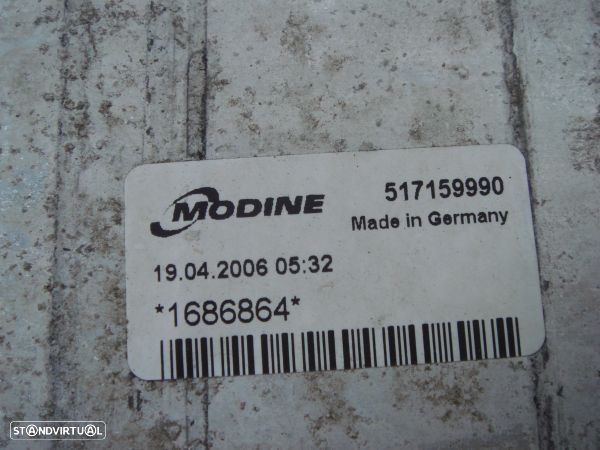 MODINE
517159990
Made in Germany
19.04.2006 05:32
*1686864*
STANDVIRTUAL